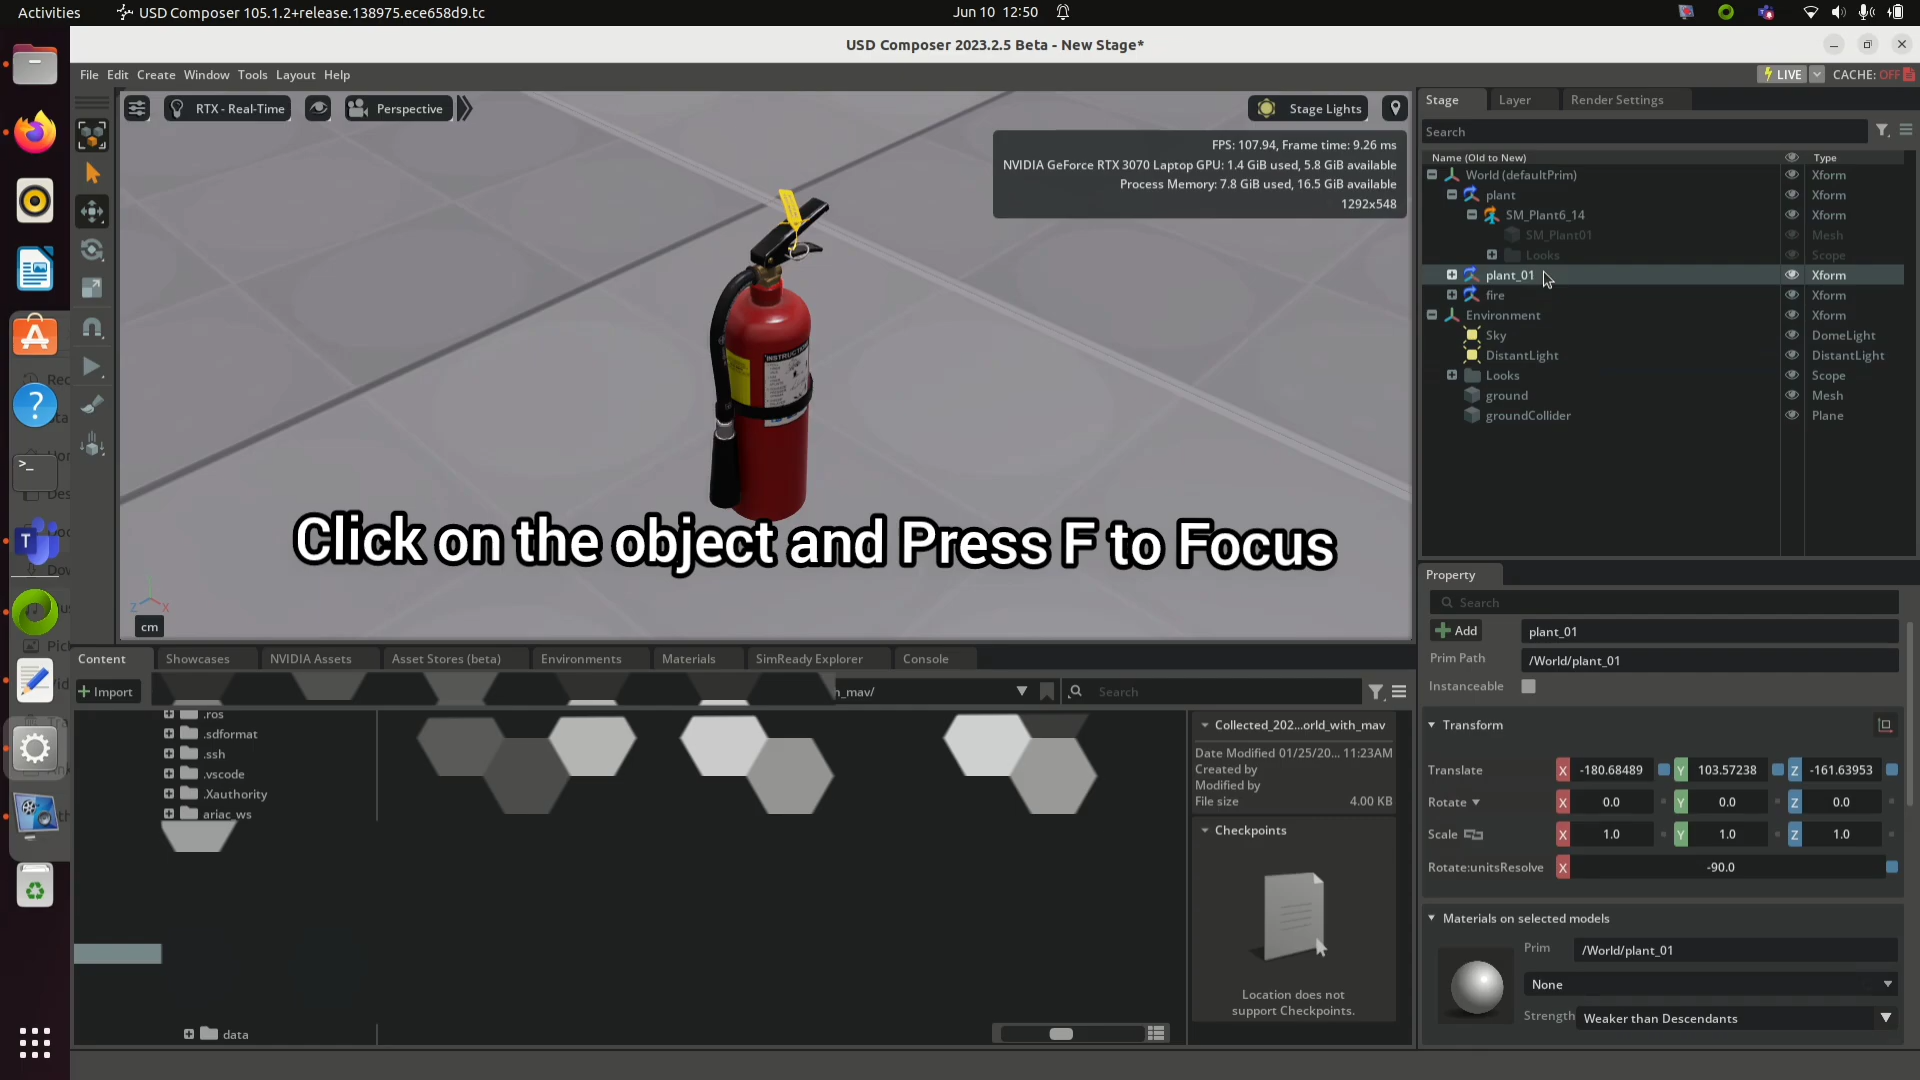 Activities
USD Composer 105.1.2+release.138975.ece658d9.tc
Jun 10 12:50
USD Composer 2023.2.5 Beta - New Stage*
File Edit Create Window Tools Layout Help
LIVE
CACHE: OFF
RTX - Real-Time
Perspective
Stage Lights
FPS: 107.94, Frame time: 9.26 ms
NVIDIA GeForce RTX 3070 Laptop GPU: 1.4 GiB used, 5.8 GiB available
Process Memory: 7.8 GiB used, 16.5 GiB available
1292x548
INSTRUCTIONS
Click on the object and Press F to Focus
Z X
cm
Stage Layer Render Settings
Search
Name (Old to New) Type
World (defaultPrim) Xform
plant Xform
SM_Plant6_14 Xform
SM_Plant01 Mesh
Looks Scope
plant_01 Xform
fire Xform
Environment Xform
Sky DomeLight
DistantLight DistantLight
Looks Scope
ground Mesh
groundCollider Plane
Property
Search
Add plant_01
Prim Path /World/plant_01
Instanceable
Transform
Translate X -180.68489 Y 103.57238 Z -161.63953
Rotate X 0.0 Y 0.0 Z 0.0
Scale X 1.0 Y 1.0 Z 1.0
Rotate:unitsResolve X -90.0
Materials on selected models
Prim /World/plant_01
None
Strength Weaker than Descendants
Content Showcases NVIDIA Assets Asset Stores (beta) Environments Materials SimReady Explorer Console
Import
h_mav/
Search
.ros
.sdformat
.ssh
.vscode
.Xauthority
ariac_ws
data
Collected_202...orld_with_mav
Date Modified 01/25/20... 11:23AM
Created by
Modified by
File size 4.00 KB
Checkpoints
Location does not
support Checkpoints.